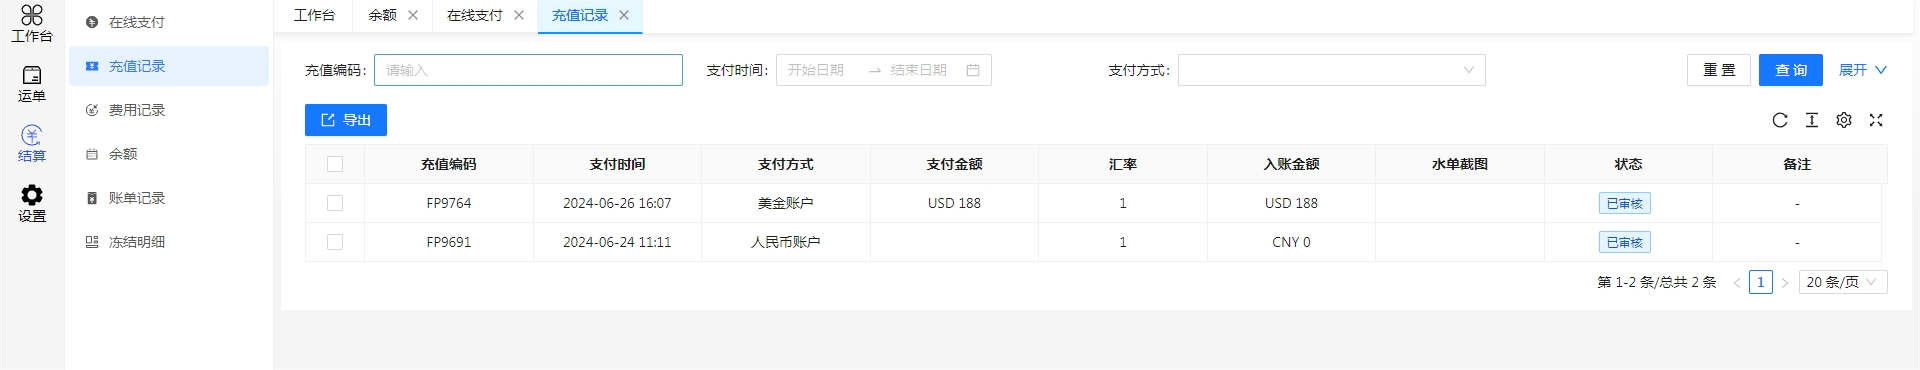 工作台
运单
结算
设置
在线支付
充值记录
费用记录
余额
账单记录
冻结明细
工作台 余额 在线支付 充值记录
充值编码: 请输入 支付时间: 开始日期 结束日期 支付方式: 重 置 查 询 展开
导出
充值编码 支付时间 支付方式 支付金额 汇率 入账金额 水单截图 状态 备注
FP9764 2024-06-26 16:07 美金账户 USD 188 1 USD 188 已审核 -
FP9691 2024-06-24 11:11 人民币账户 1 CNY 0 已审核 -
第 1-2 条/总共 2 条 < 1 > 20 条/页